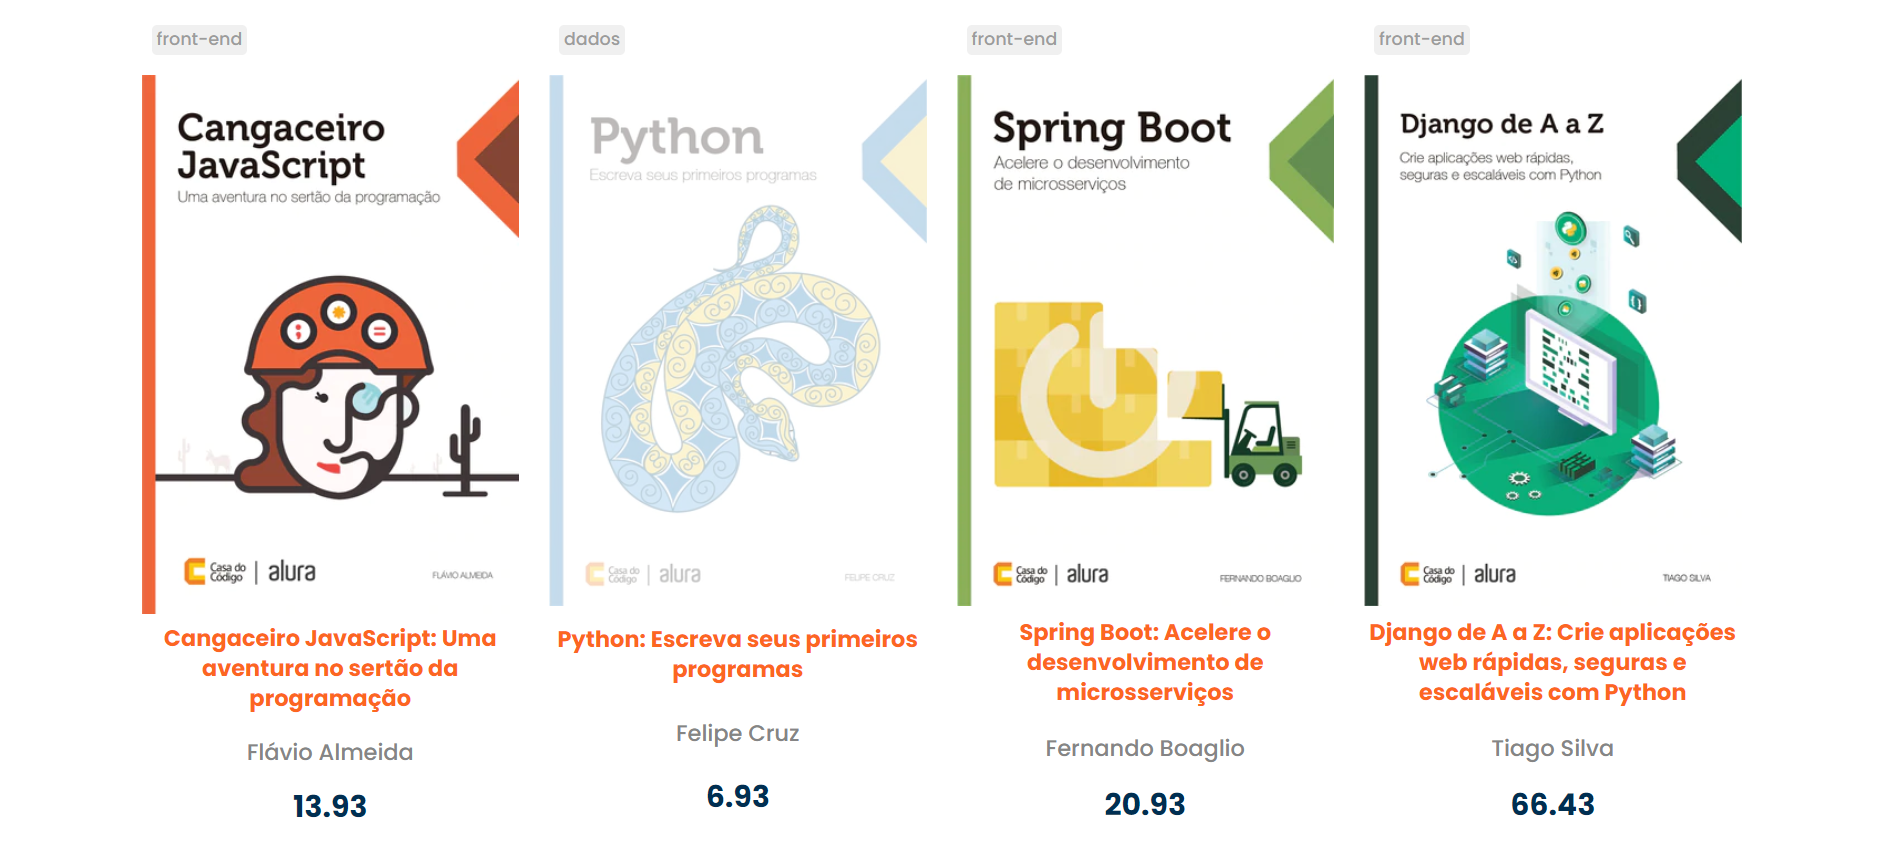 front-end
Cangaceiro
JavaScript
Uma aventura no sertão da programação
Casa do
Código
alura
FLÁVIO ALMEIDA
Cangaceiro JavaScript: Uma
aventura no sertão da
programação
Flávio Almeida
13.93
dados
Python
Escreva seus primeiros programas
Casa do
Código
alura
FELIPE CRUZ
Python: Escreva seus primeiros
programas
Felipe Cruz
6.93
front-end
Spring Boot
Acelere o desenvolvimento
de microsserviços
Casa do
Código
alura
FERNANDO BOAGLIO
Spring Boot: Acelere o
desenvolvimento de
microsserviços
Fernando Boaglio
20.93
front-end
Django de A a Z
Crie aplicações web rápidas,
seguras e escaláveis com Python
Casa do
Código
alura
TIAGO SILVA
Django de A a Z: Crie aplicações
web rápidas, seguras e
escaláveis com Python
Tiago Silva
66.43